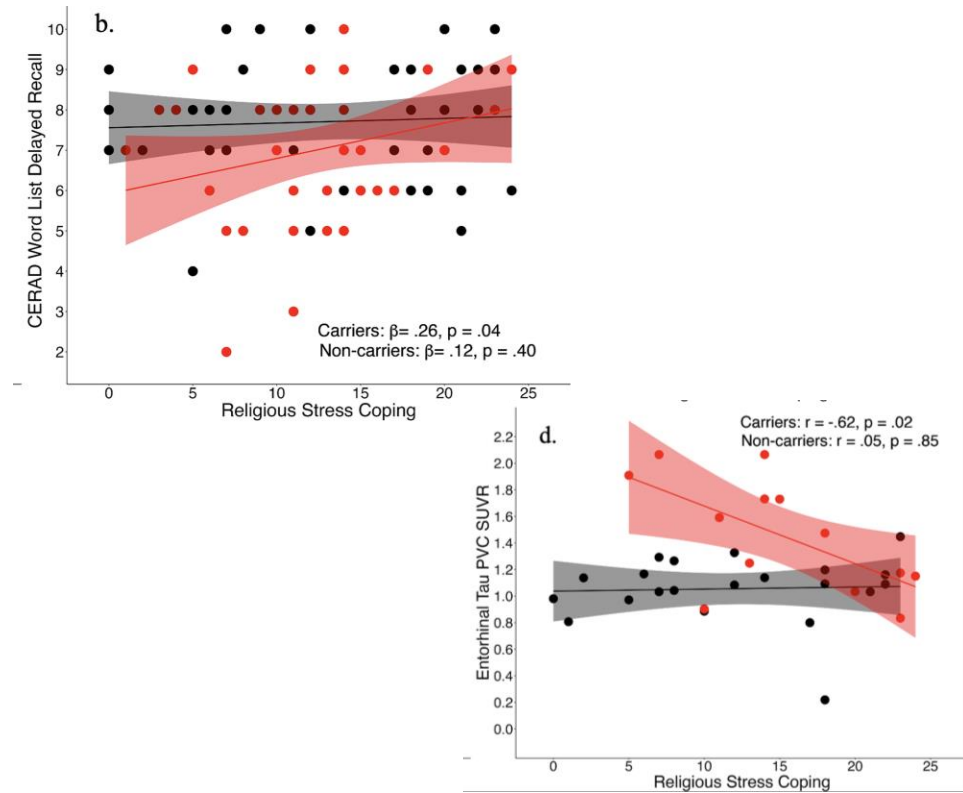 b.
CERAD Word List Delayed Recall
10
9
8
7
6
5
4
3
2
Carriers: β= .26, p = .04
Non-carriers: β= .12, p = .40
0 5 10 15 20 25
Religious Stress Coping
d.
Carriers: r = -.62, p = .02
Non-carriers: r = .05, p = .85
Entorhinal Tau PVC SUVR
2.2
2.0
1.8
1.6
1.4
1.2
1.0
0.8
0.6
0.4
0.2
0.0
0 5 10 15 20 25
Religious Stress Coping